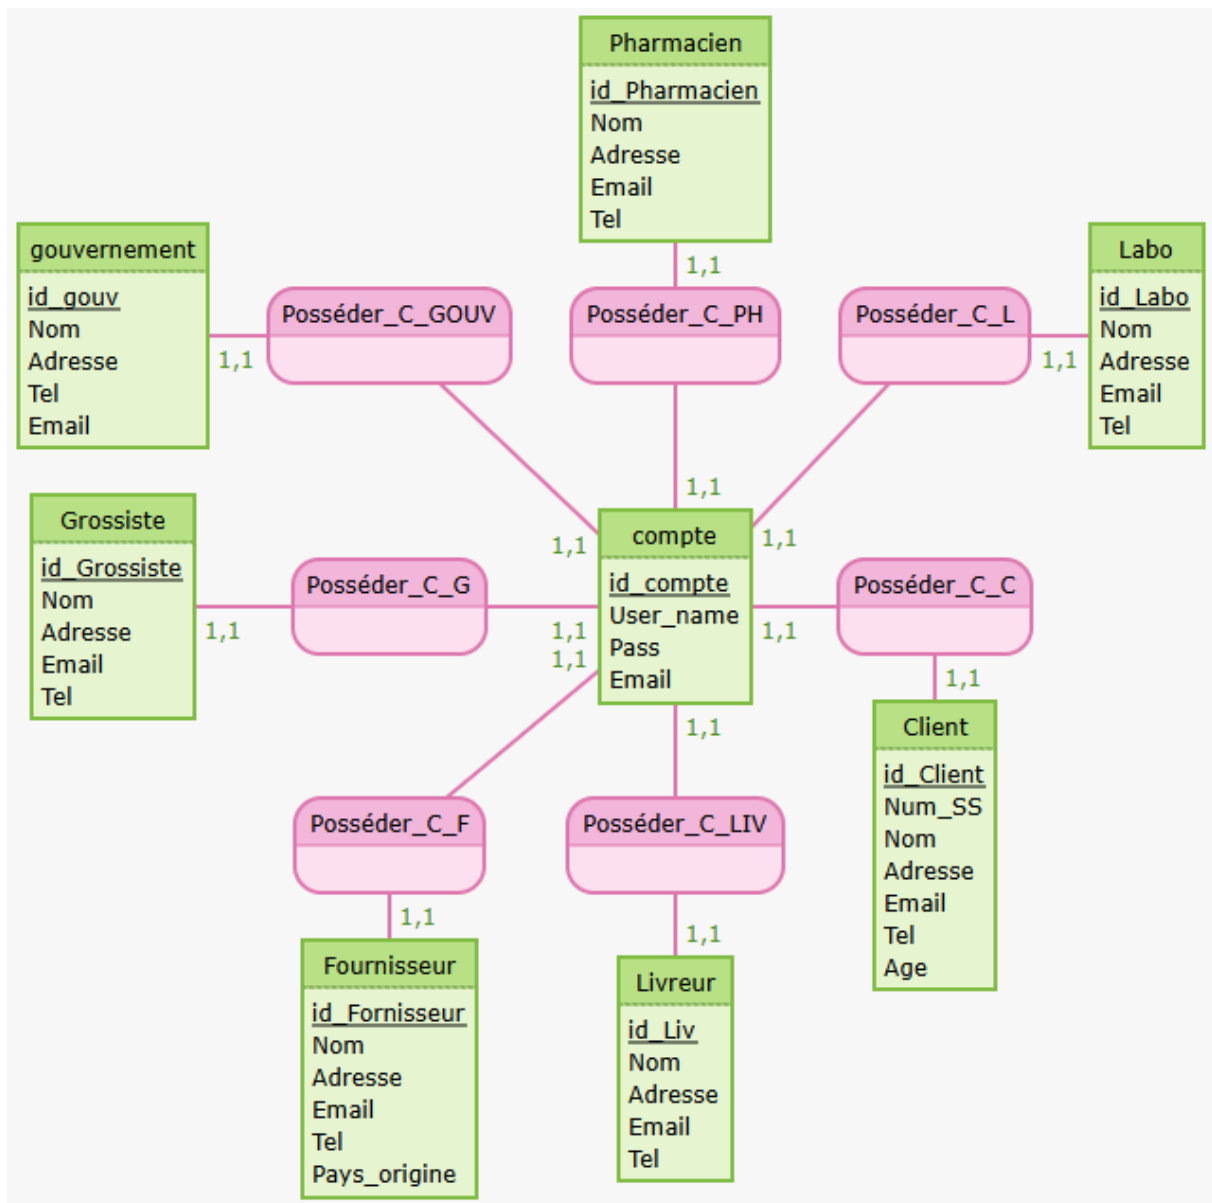 Pharmacien
id_Pharmacien
Nom
Adresse
Email
Tel
1,1
gouvernement
id_gouv
Nom
Adresse
Tel
Email
1,1
Posséder_C_GOUV
Posséder_C_PH
Posséder_C_L
1,1
Labo
id_Labo
Nom
Adresse
Email
Tel
1,1
1,1
1,1
Grossiste
id_Grossiste
Nom
Adresse
Email
Tel
1,1
Posséder_C_G
1,1
1,1
compte
id_compte
User_name
Pass
Email
1,1
Posséder_C_C
1,1
1,1
Client
id_Client
Num_SS
Nom
Adresse
Email
Tel
Age
Posséder_C_F
1,1
Posséder_C_LIV
1,1
Fournisseur
id_Fornisseur
Nom
Adresse
Email
Tel
Pays_origine
Livreur
id_Liv
Nom
Adresse
Email
Tel